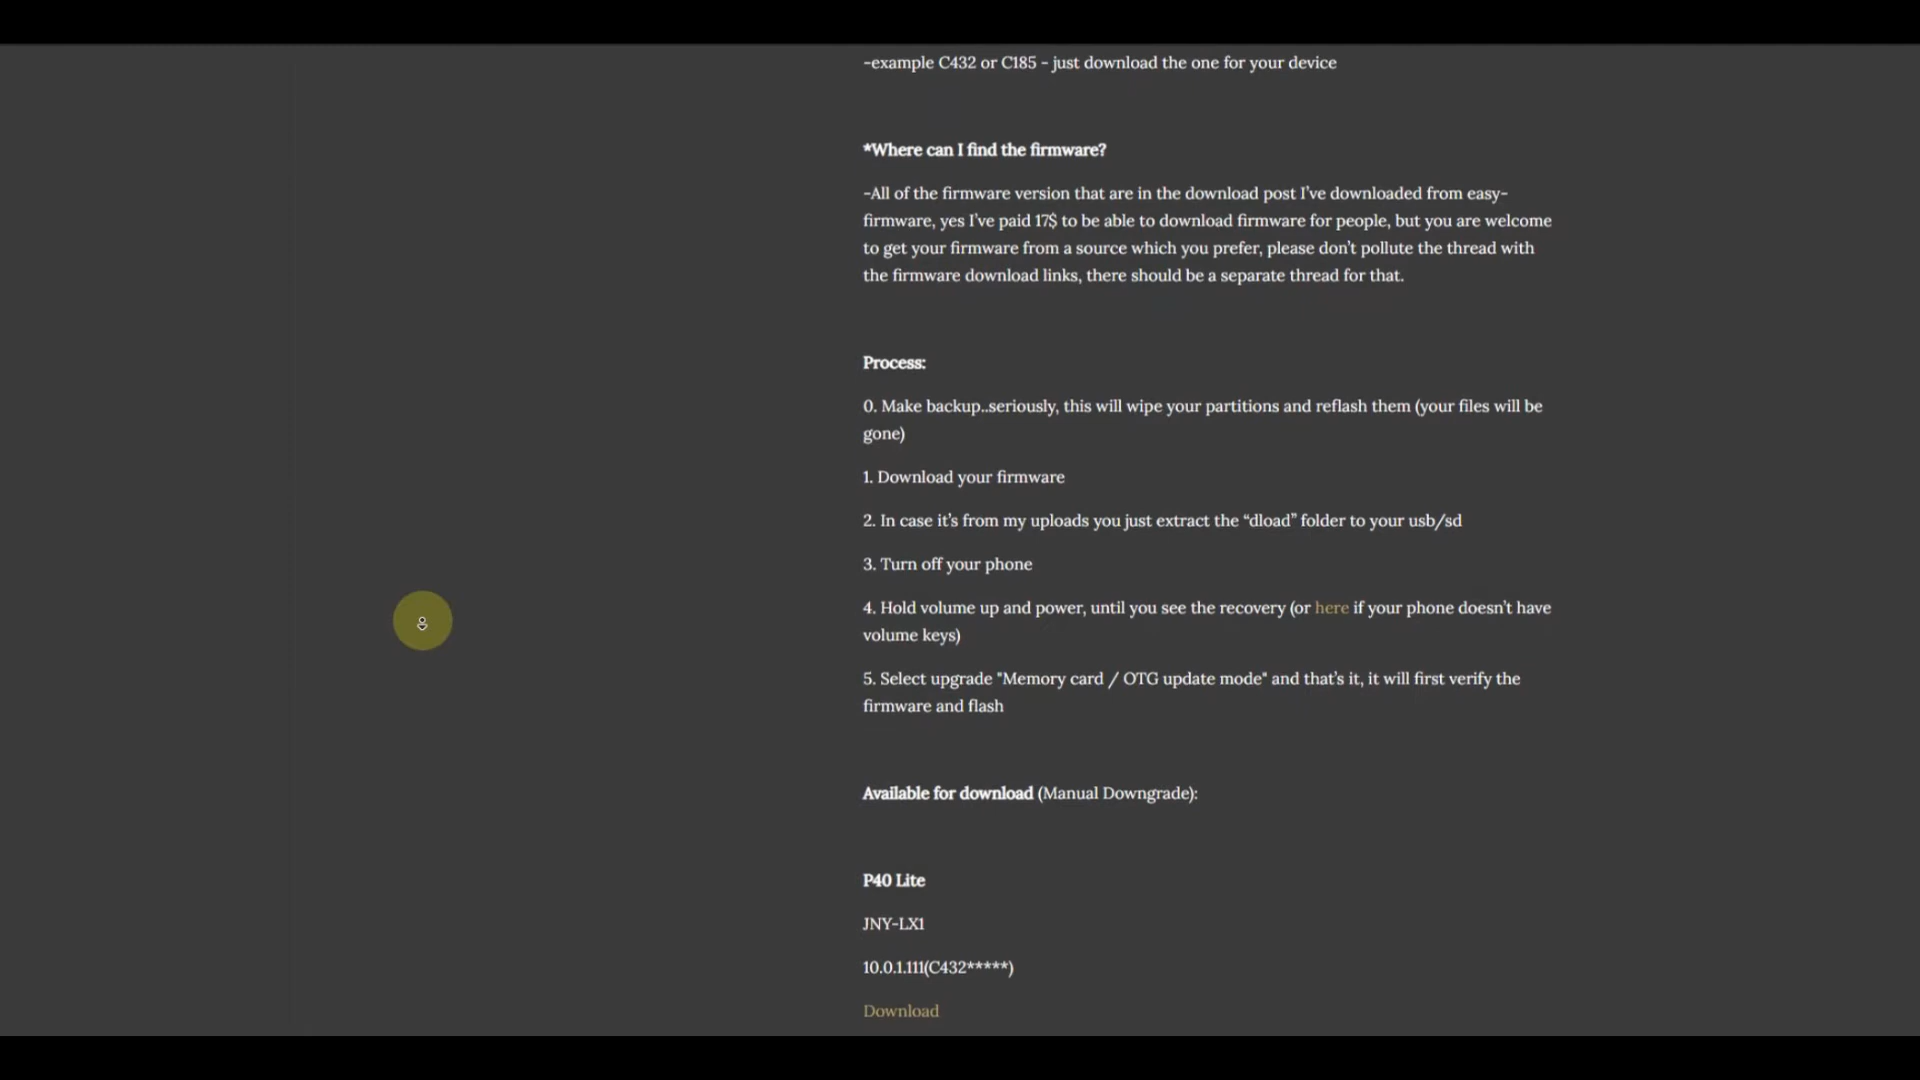 -example C432 or C185 - just download the one for your device
*Where can I find the firmware?
-All of the firmware version that are in the download post I’ve downloaded from easy-
firmware, yes I’ve paid 17$ to be able to download firmware for people, but you are welcome
to get your firmware from a source which you prefer, please don’t pollute the thread with
the firmware download links, there should be a separate thread for that.
Process:
0. Make backup..seriously, this will wipe your partitions and reflash them (your files will be
gone)
1. Download your firmware
2. In case it’s from my uploads you just extract the “dload” folder to your usb/sd
3. Turn off your phone
4. Hold volume up and power, until you see the recovery (or here if your phone doesn’t have
volume keys)
5. Select upgrade "Memory card / OTG update mode" and that’s it, it will first verify the
firmware and flash
Available for download (Manual Downgrade):
P40 Lite
JNY-LX1
10.0.1.111(C432*****)
Download